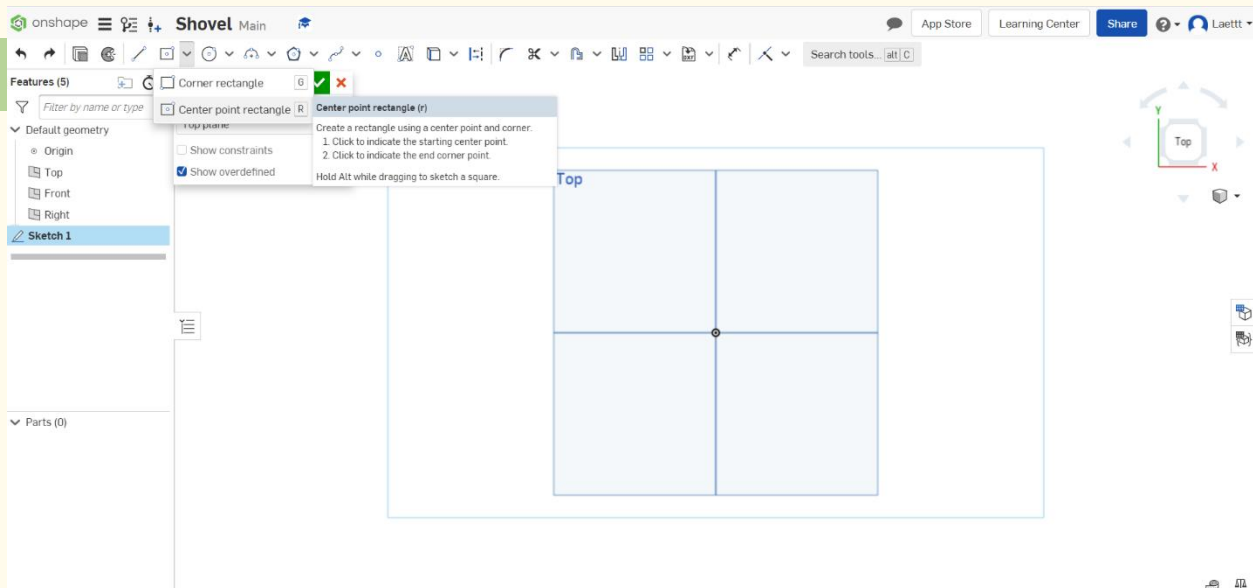 onshape Shovel Main App Store Learning Center Share Laettt
Search tools... alt C
Features (5)
Filter by name or type
Default geometry
Origin
Top
Front
Right
Sketch 1
Parts (0)
Corner rectangle G
Center point rectangle R
Top plane
Show constraints
Show overdefined
Center point rectangle (r)
Create a rectangle using a center point and corner.
1. Click to indicate the starting center point.
2. Click to indicate the end corner point.
Hold Alt while dragging to sketch a square.
Top
Y
Top
X